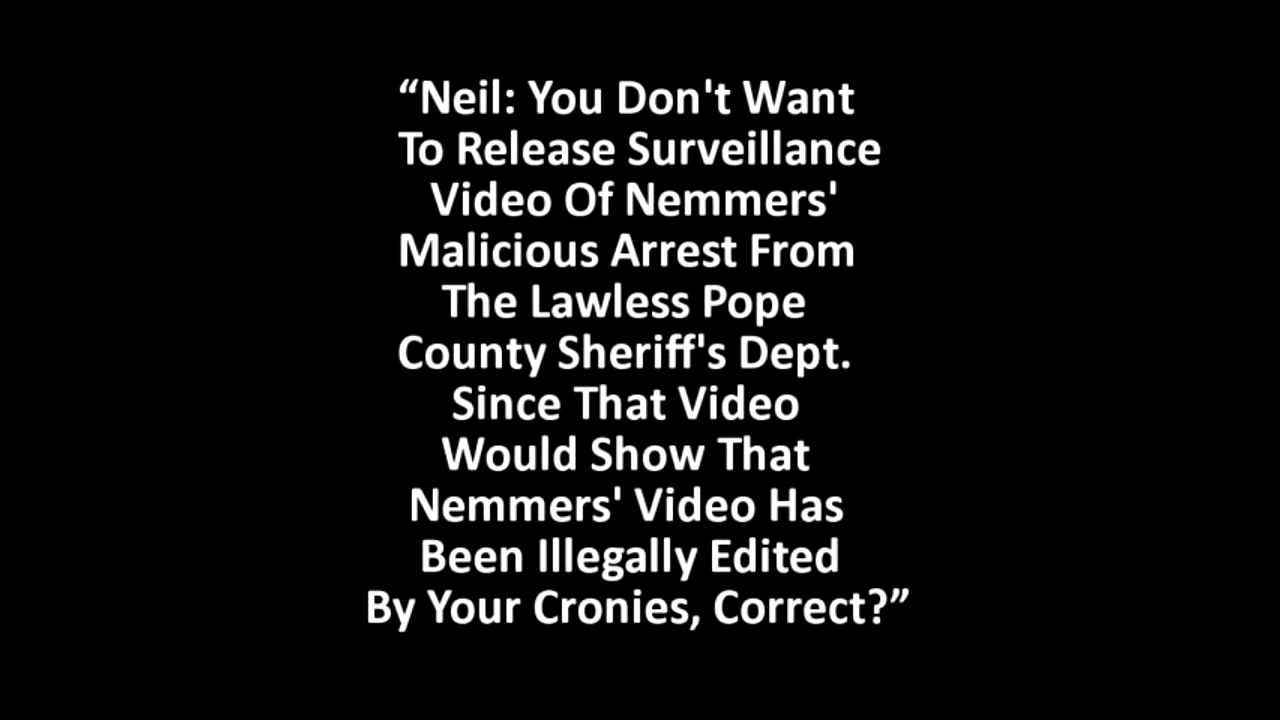 “Neil: You Don't Want
To Release Surveillance
Video Of Nemmers'
Malicious Arrest From
The Lawless Pope
County Sheriff's Dept.
Since That Video
Would Show That
Nemmers' Video Has
Been Illegally Edited
By Your Cronies, Correct?”